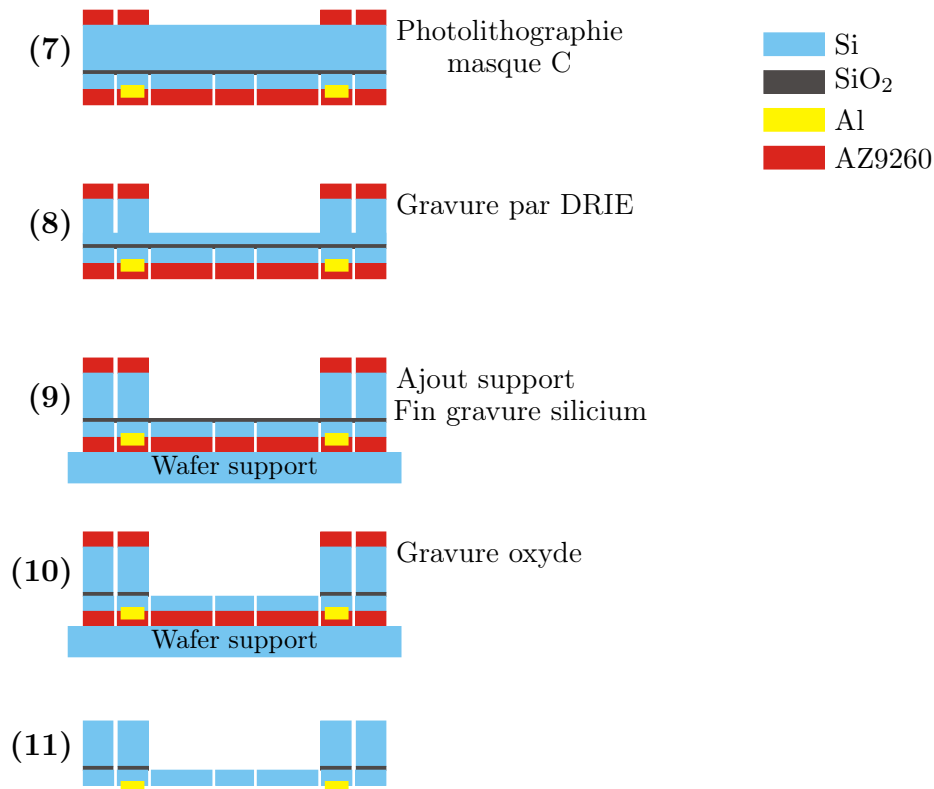 (7)
Photolithographie
masque C
Si
SiO₂
Al
AZ9260
(8)
Gravure par DRIE
(9)
Ajout support
Fin gravure silicium
Wafer support
(10)
Gravure oxyde
Wafer support
(11)